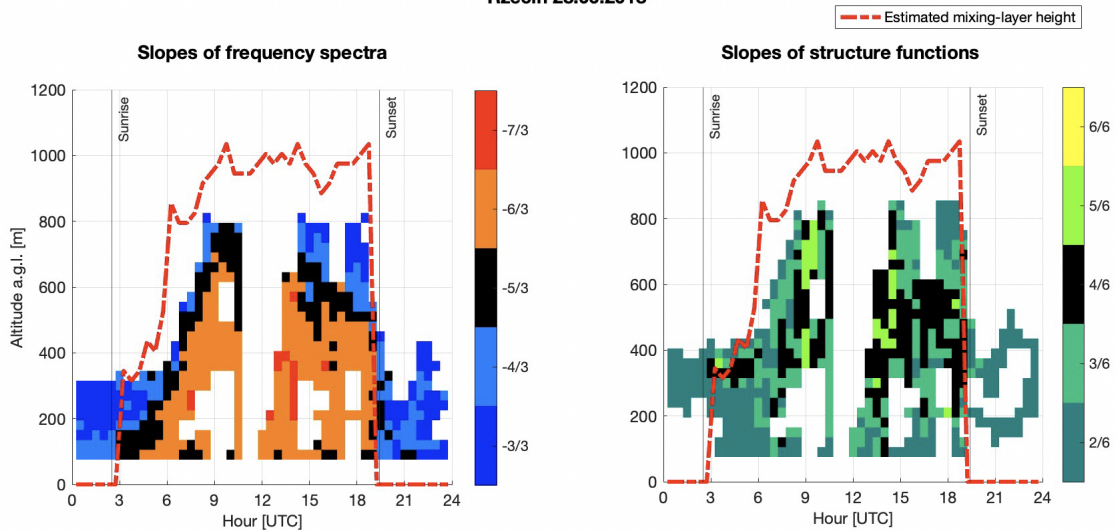 Estimated mixing-layer height
Slopes of frequency spectra
1200
1000
800
600
400
200
0
Altitude a.g.l. [m]
Sunrise
Sunset
0 3 6 9 12 15 18 21 24
Hour [UTC]
-7/3
-6/3
-5/3
-4/3
-3/3
Slopes of structure functions
1200
1000
800
600
400
200
0
Sunrise
Sunset
0 3 6 9 12 15 18 21 24
Hour [UTC]
6/6
5/6
4/6
3/6
2/6